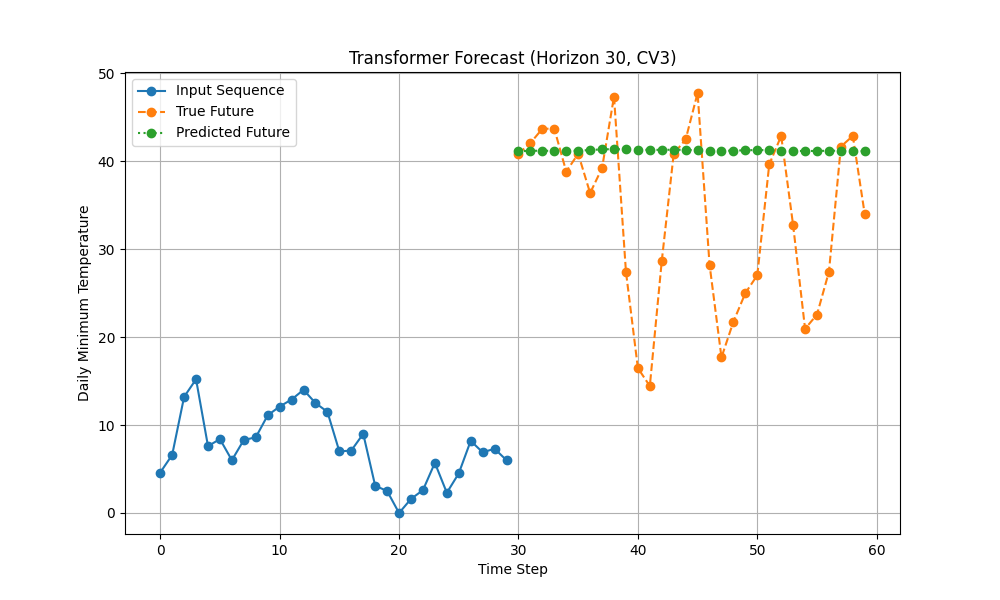 Transformer Forecast (Horizon 30, CV3)
Input Sequence
True Future
Predicted Future
Daily Minimum Temperature
50
40
30
20
10
0
0 10 20 30 40 50 60
Time Step